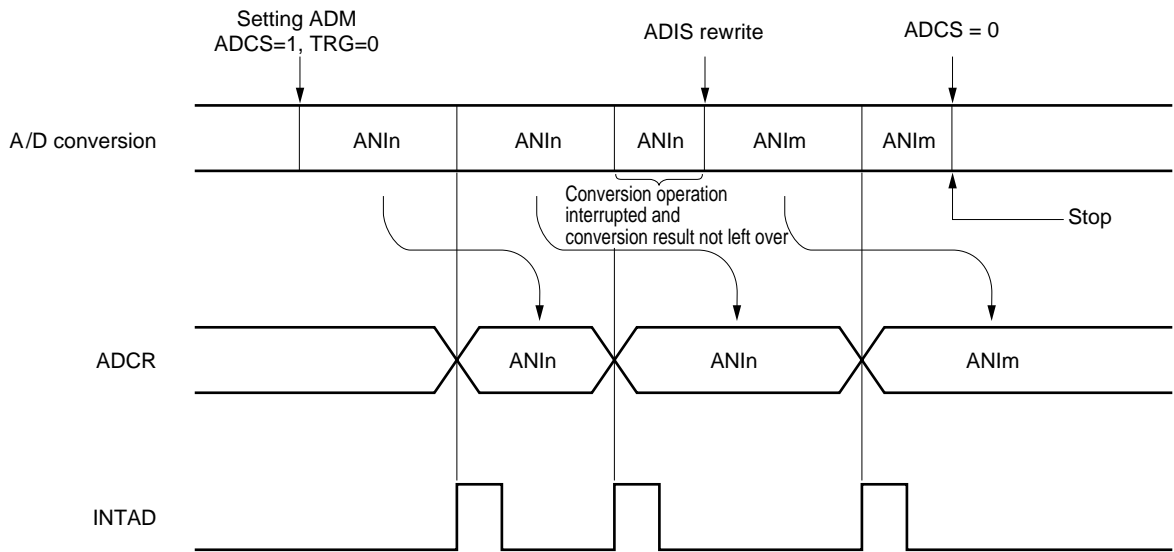 Setting ADM
ADCS=1, TRG=0
ADIS rewrite
ADCS = 0
A/D conversion
ANIn
ANIn
ANIn
ANIm
ANIm
Conversion operation
interrupted and
conversion result not left over
Stop
ADCR
ANIn
ANIn
ANIm
INTAD